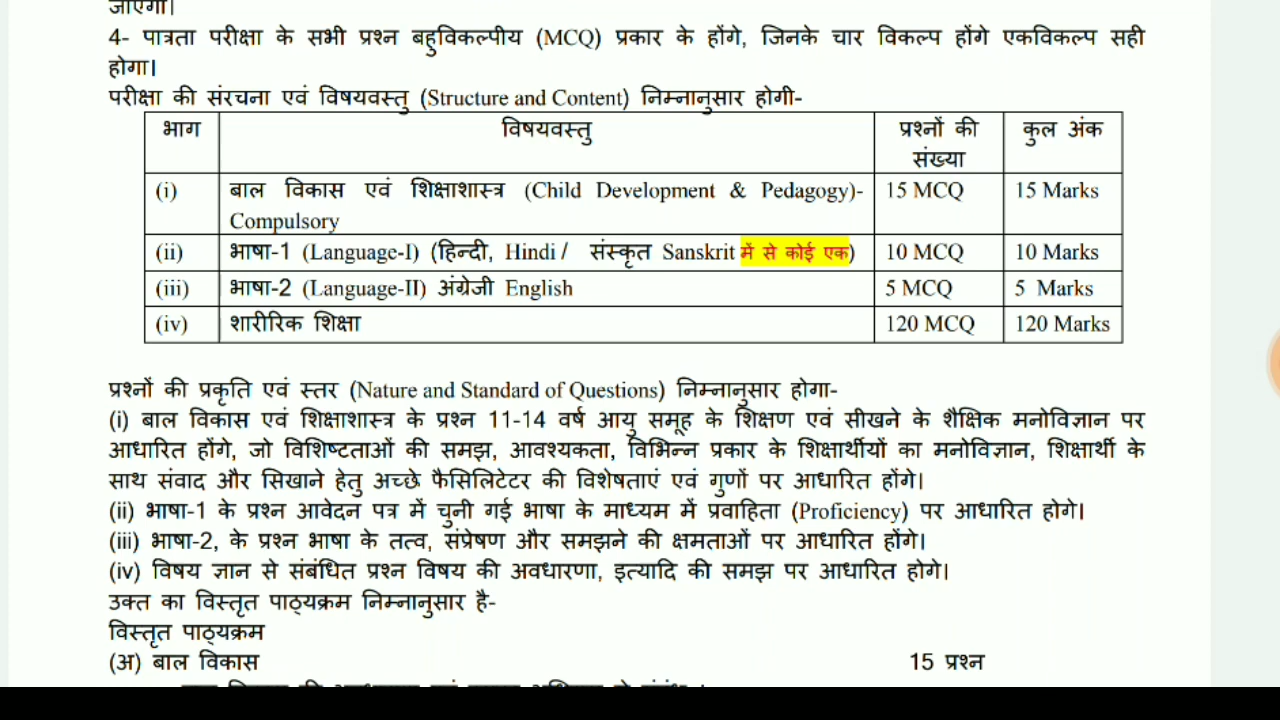 जाएगा।
4- पात्रता परीक्षा के सभी प्रश्न बहुविकल्पीय (MCQ) प्रकार के होंगे, जिनके चार विकल्प होंगे एकविकल्प सही
होगा।
परीक्षा की संरचना एवं विषयवस्तु (Structure and Content) निम्नानुसार होगी-
भाग विषयवस्तु प्रश्नों की संख्या कुल अंक
(i) बाल विकास एवं शिक्षाशास्त्र (Child Development & Pedagogy)- 15 MCQ 15 Marks
Compulsory
(ii) भाषा-1 (Language-I) (हिन्दी, Hindi / संस्कृत Sanskrit में से कोई एक) 10 MCQ 10 Marks
(iii) भाषा-2 (Language-II) अंग्रेजी English 5 MCQ 5 Marks
(iv) शारीरिक शिक्षा 120 MCQ 120 Marks
प्रश्नों की प्रकृति एवं स्तर (Nature and Standard of Questions) निम्नानुसार होगा-
(i) बाल विकास एवं शिक्षाशास्त्र के प्रश्न 11-14 वर्ष आयु समूह के शिक्षण एवं सीखने के शैक्षिक मनोविज्ञान पर
आधारित होंगे, जो विशिष्टताओं की समझ, आवश्यकता, विभिन्न प्रकार के शिक्षार्थीयों का मनोविज्ञान, शिक्षार्थी के
साथ संवाद और सिखाने हेतु अच्छे फैसिलिटेटर की विशेषताएं एवं गुणों पर आधारित होंगे।
(ii) भाषा-1 के प्रश्न आवेदन पत्र में चुनी गई भाषा के माध्यम में प्रवाहिता (Proficiency) पर आधारित होगे।
(iii) भाषा-2, के प्रश्न भाषा के तत्व, संप्रेषण और समझने की क्षमताओं पर आधारित होंगे।
(iv) विषय ज्ञान से संबंधित प्रश्न विषय की अवधारणा, इत्यादि की समझ पर आधारित होगे।
उक्त का विस्तृत पाठ्यक्रम निम्नानुसार है-
विस्तृत पाठ्यक्रम
(अ) बाल विकास 15 प्रश्न